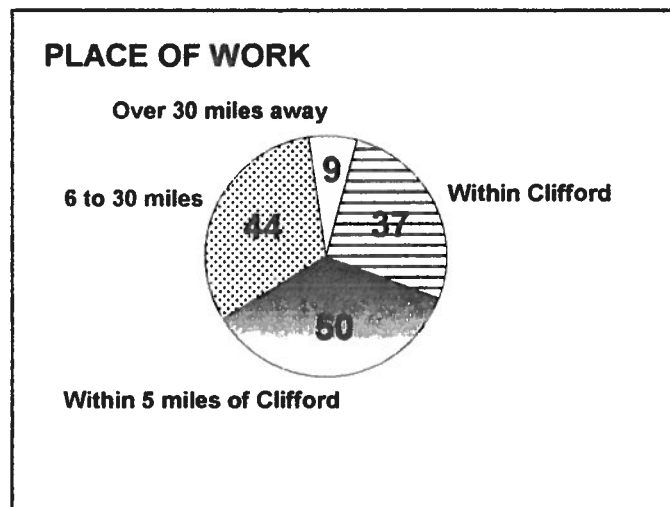 PLACE OF WORK
Over 30 miles away
9
6 to 30 miles
Within Clifford
44
37
50
Within 5 miles of Clifford